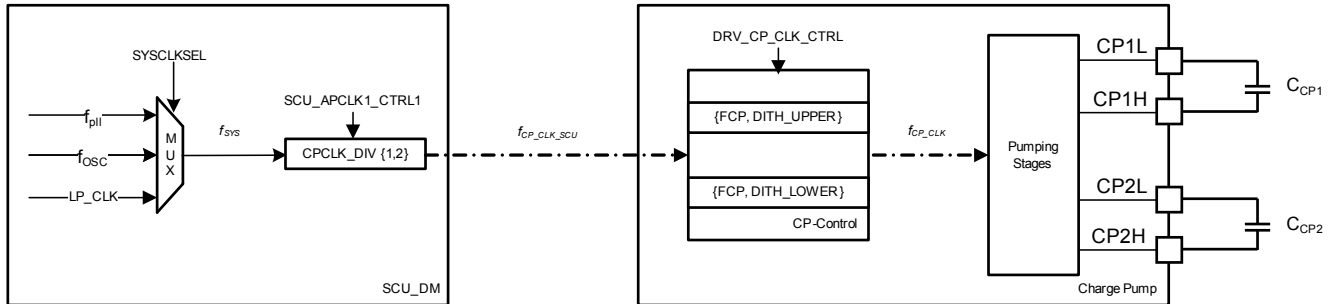 SYSCLKSEL
f_pll
f_OSC
LP_CLK
MUX
f_SYS
SCU_APCLK1_CTRL1
CPCLK_DIV {1,2}
SCU_DM
f_CP_CLK_SCU
DRV_CP_CLK_CTRL
{FCP, DITH_UPPER}
{FCP, DITH_LOWER}
CP-Control
f_CP_CLK
Pumping
Stages
CP1L
CP1H
CP2L
CP2H
C_CP1
C_CP2
Charge Pump